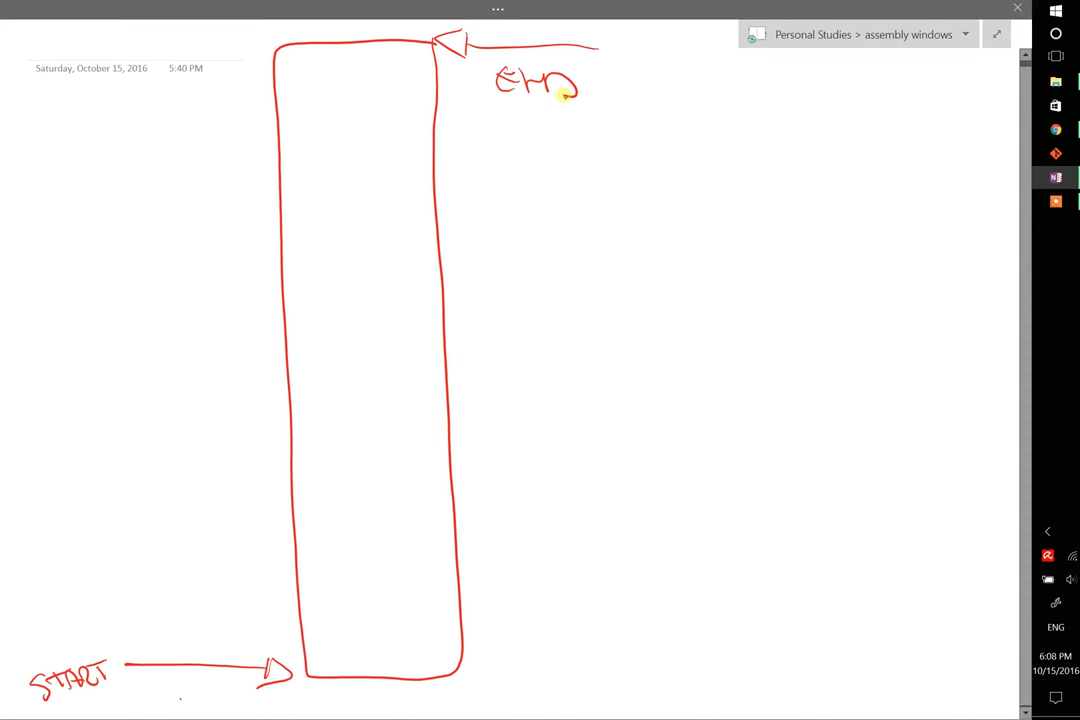 ...
Personal Studies > assembly windows
Saturday, October 15, 2016 5:40 PM
END
START
ENG
6:08 PM
10/15/2016